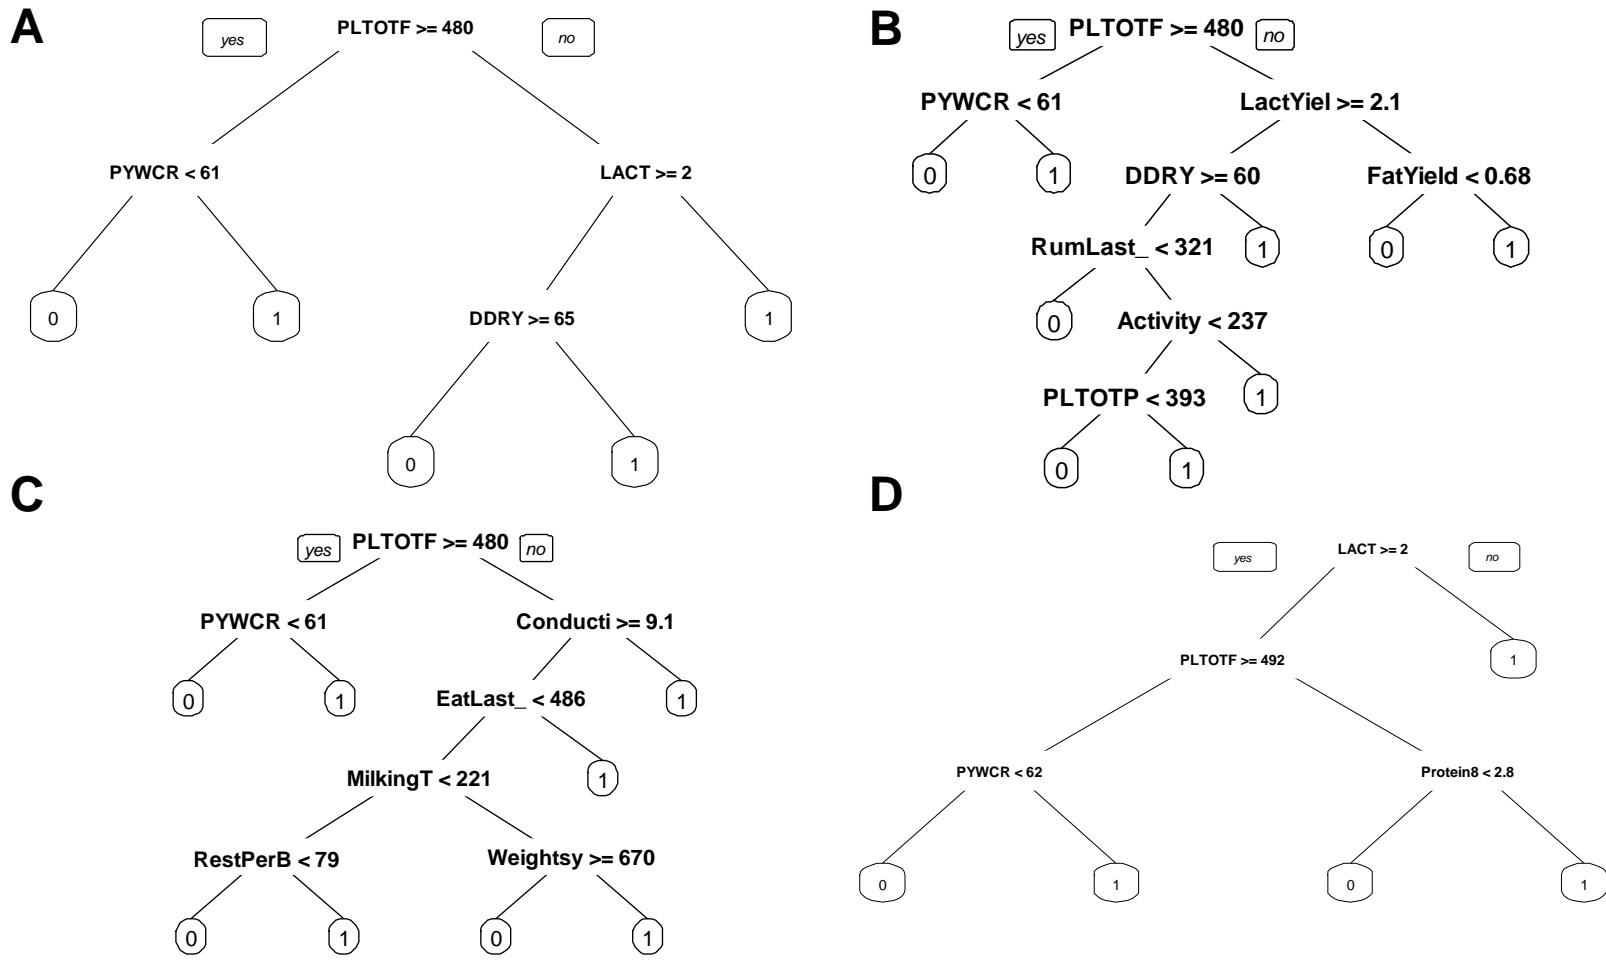 A
yes
PLTOTF >= 480
no
PYWCR < 61
LACT >= 2
0
1
DDRY >= 65
1
0
1
B
yes
PLTOTF >= 480
no
PYWCR < 61
LactYiel >= 2.1
0
1
DDRY >= 60
FatYield < 0.68
RumLast_ < 321
1
0
1
0
Activity < 237
PLTOTP < 393
1
0
1
C
yes
PLTOTF >= 480
no
PYWCR < 61
Conducti >= 9.1
0
1
EatLast_ < 486
1
MilkingT < 221
1
RestPerB < 79
Weightsy >= 670
0
1
0
1
D
yes
LACT >= 2
no
PLTOTF >= 492
1
PYWCR < 62
Protein8 < 2.8
0
1
0
1